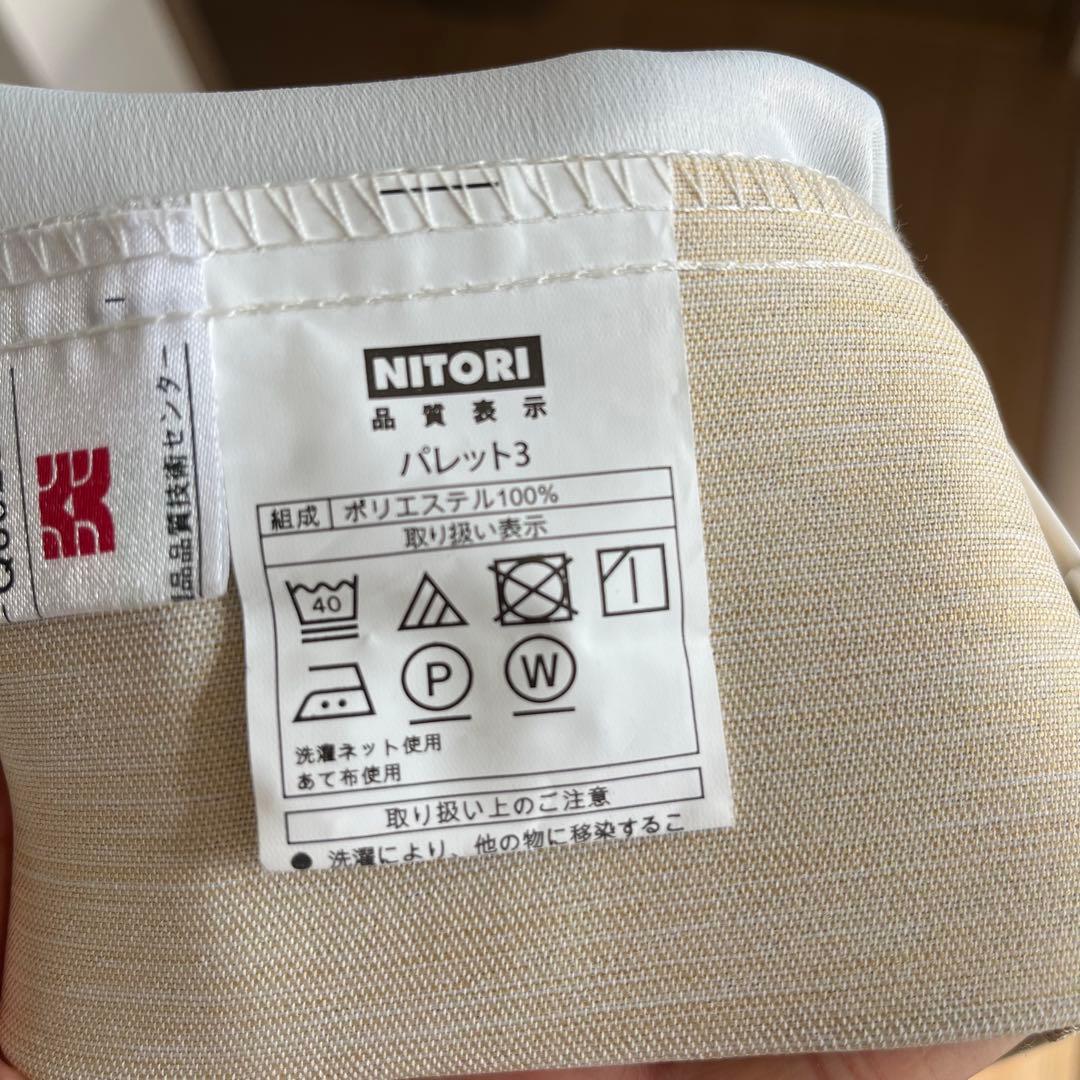 NITORI
品質表示
パレット3
組成 ポリエステル100%
取り扱い表示
40
P
W
洗濯ネット使用
あて布使用
取り扱い上のご注意
● 洗濯により、他の物に移染するこ
品品質技術センター